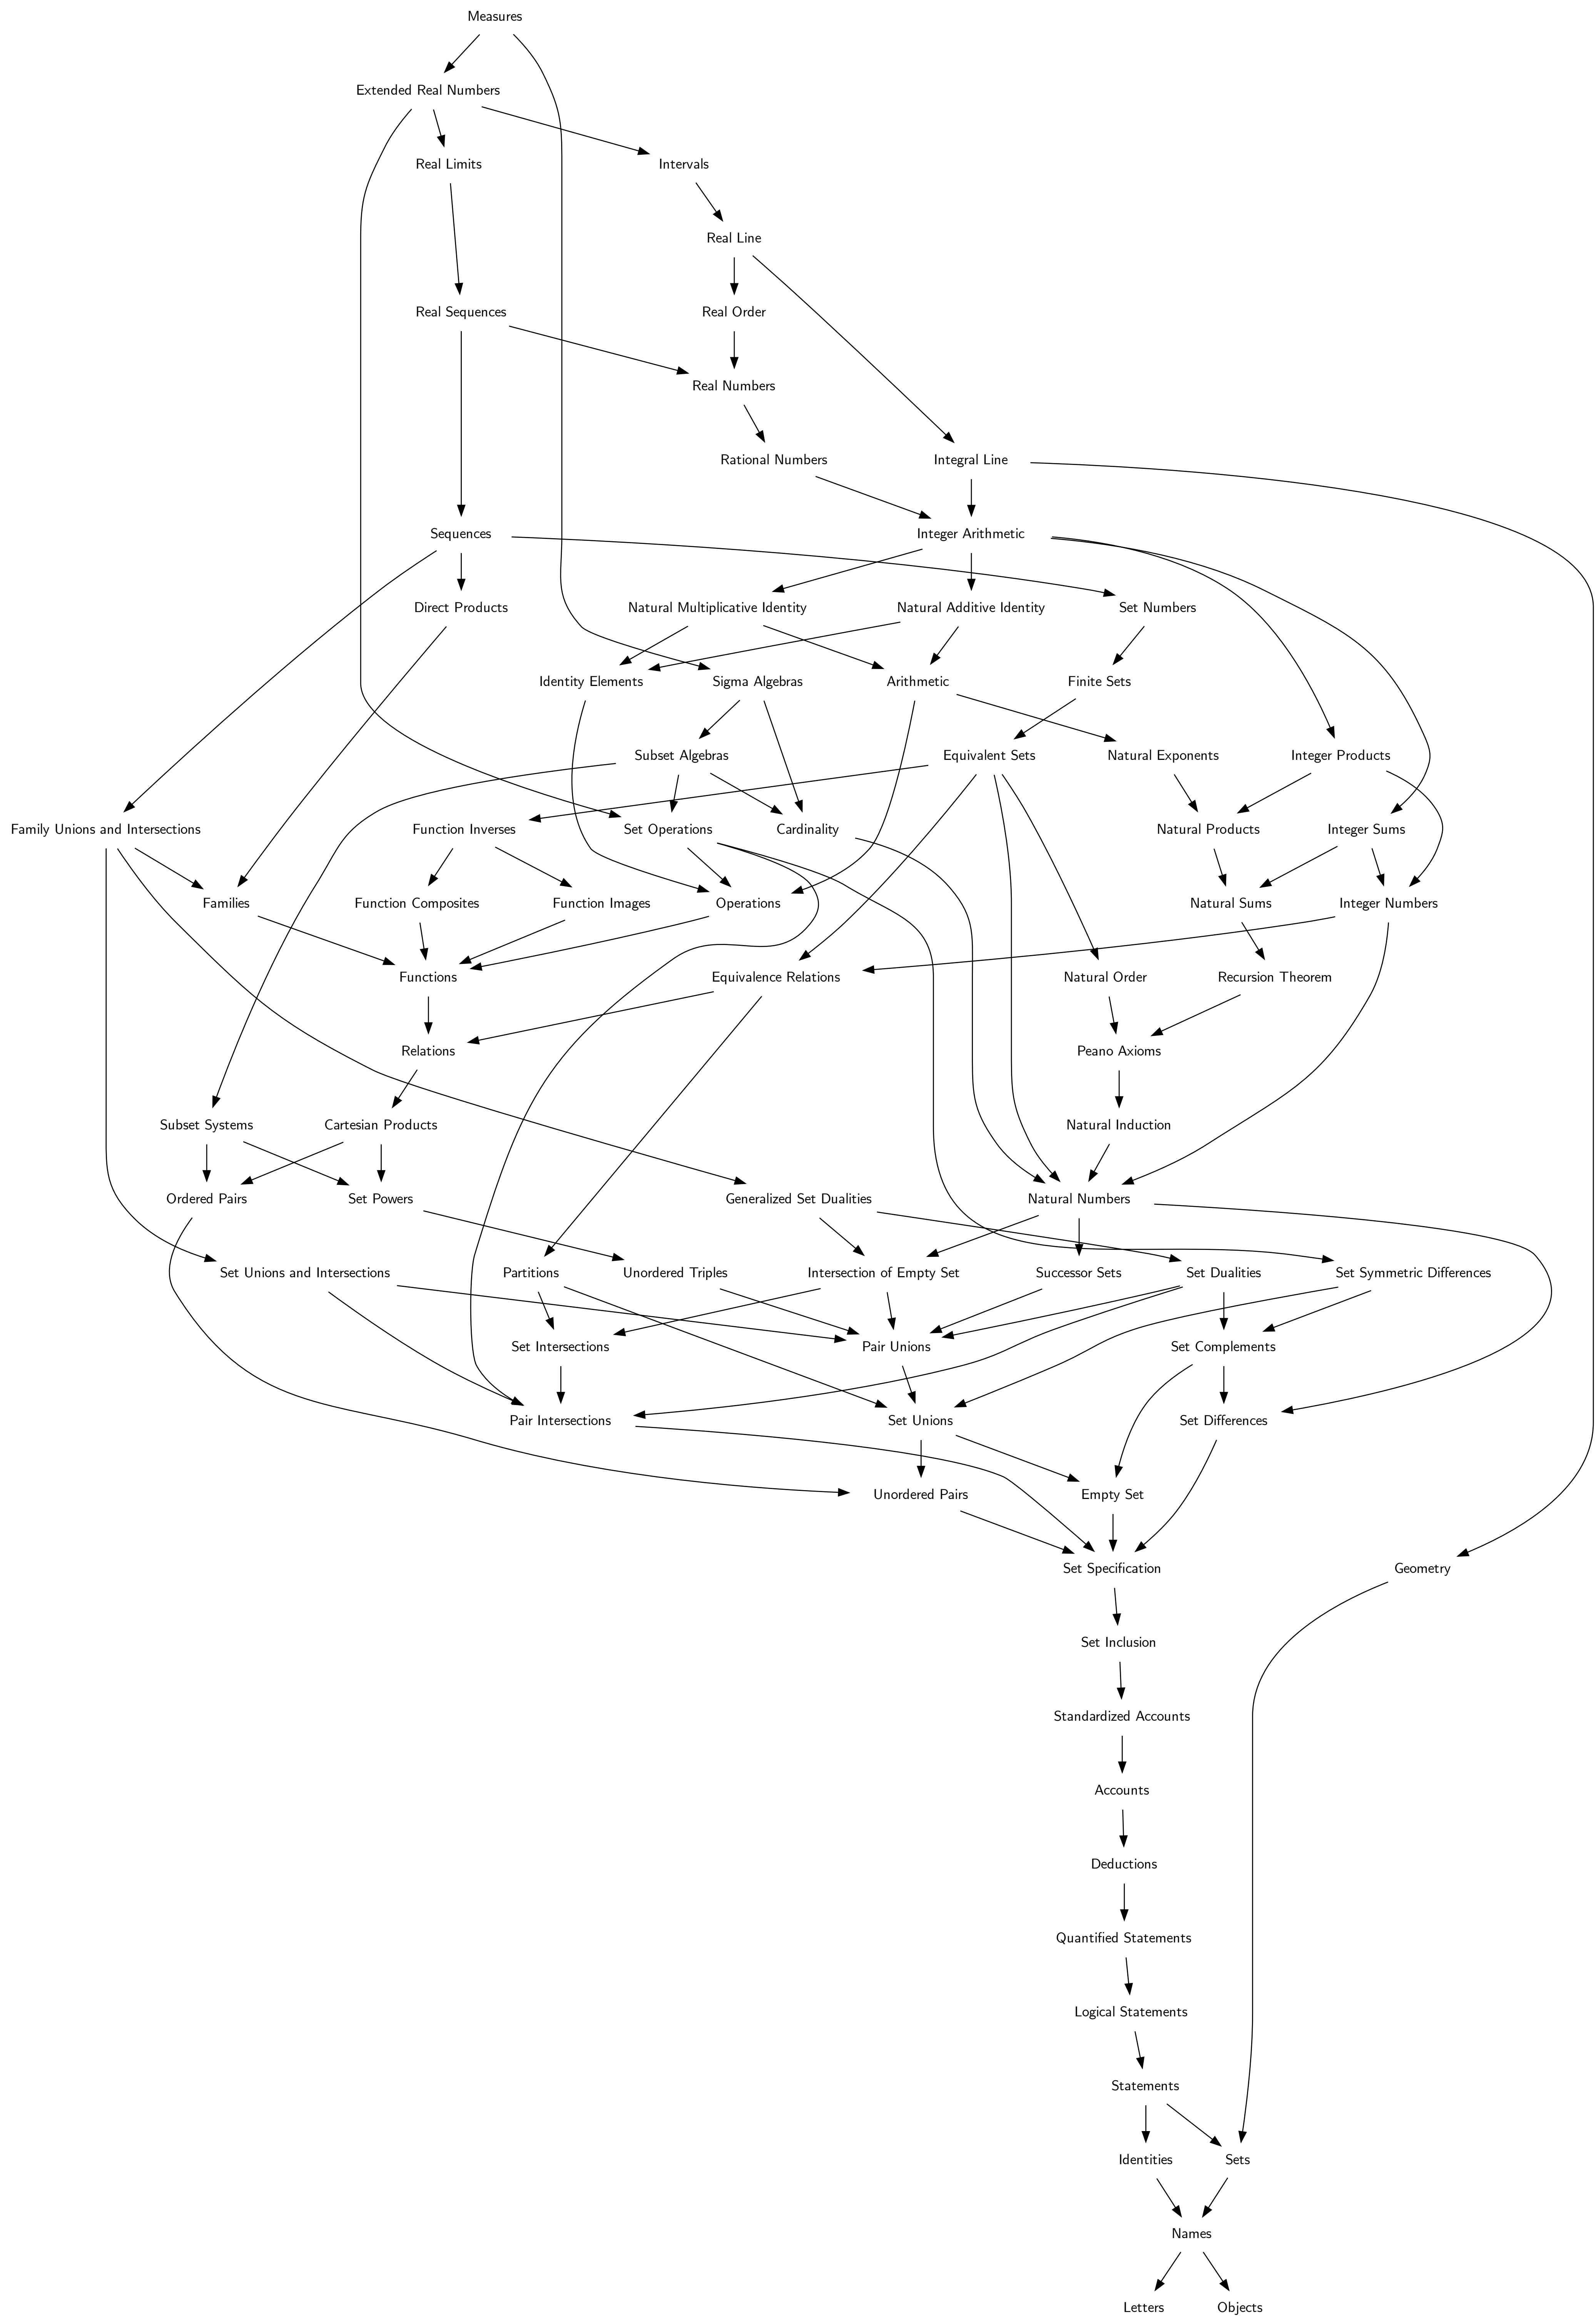 Measures
Extended Real Numbers
Real Limits
Intervals
Real Line
Real Sequences
Real Order
Real Numbers
Rational Numbers
Integral Line
Sequences
Integer Arithmetic
Direct Products
Natural Multiplicative Identity
Natural Additive Identity
Set Numbers
Identity Elements
Sigma Algebras
Arithmetic
Finite Sets
Subset Algebras
Equivalent Sets
Natural Exponents
Integer Products
Family Unions and Intersections
Function Inverses
Set Operations
Cardinality
Natural Products
Integer Sums
Families
Function Composites
Function Images
Operations
Natural Sums
Integer Numbers
Functions
Equivalence Relations
Natural Order
Recursion Theorem
Relations
Peano Axioms
Subset Systems
Cartesian Products
Natural Induction
Ordered Pairs
Set Powers
Generalized Set Dualities
Natural Numbers
Set Unions and Intersections
Partitions
Unordered Triples
Intersection of Empty Set
Successor Sets
Set Dualities
Set Symmetric Differences
Set Intersections
Pair Unions
Set Complements
Pair Intersections
Set Unions
Set Differences
Unordered Pairs
Empty Set
Set Specification
Geometry
Set Inclusion
Standardized Accounts
Accounts
Deductions
Quantified Statements
Logical Statements
Statements
Identities
Sets
Names
Letters
Objects